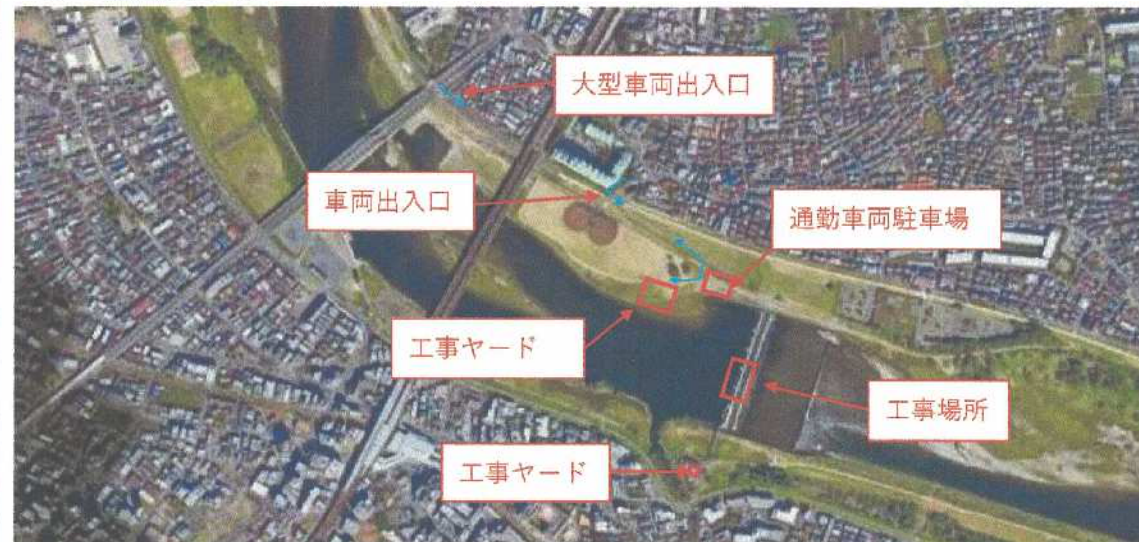 大型車両出入口
車両出入口
通勤車両駐車場
工事ヤード
工事場所
工事ヤード